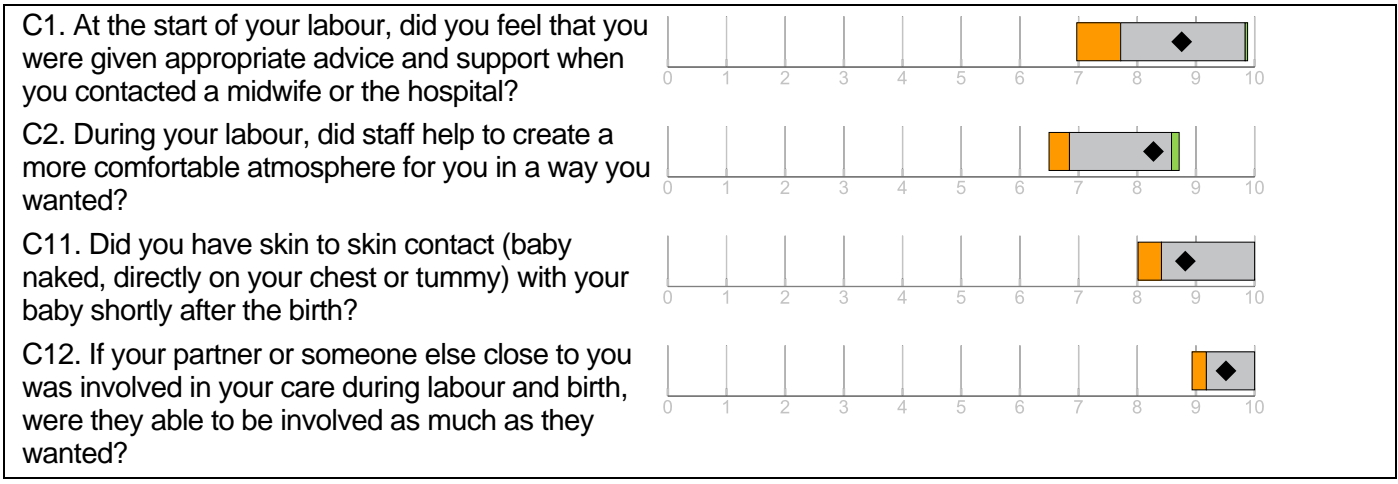 C1. At the start of your labour, did you feel that you
were given appropriate advice and support when
you contacted a midwife or the hospital?
0 1 2 3 4 5 6 7 8 9 10
C2. During your labour, did staff help to create a
more comfortable atmosphere for you in a way you
wanted?
0 1 2 3 4 5 6 7 8 9 10
C11. Did you have skin to skin contact (baby
naked, directly on your chest or tummy) with your
baby shortly after the birth?
0 1 2 3 4 5 6 7 8 9 10
C12. If your partner or someone else close to you
was involved in your care during labour and birth,
were they able to be involved as much as they
wanted?
0 1 2 3 4 5 6 7 8 9 10